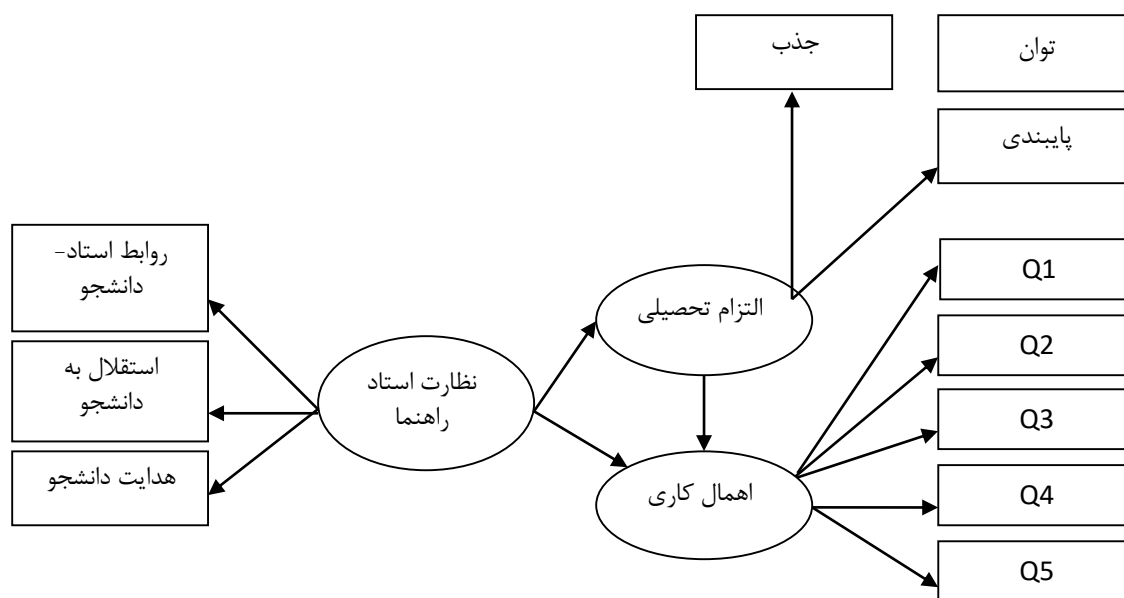 جذب
توان
پایبندی
روابط استاد-
دانشجو
استقلال به
دانشجو
هدایت دانشجو
نظارت استاد
راهنما
التزام تحصیلی
اهمال کاری
Q1
Q2
Q3
Q4
Q5